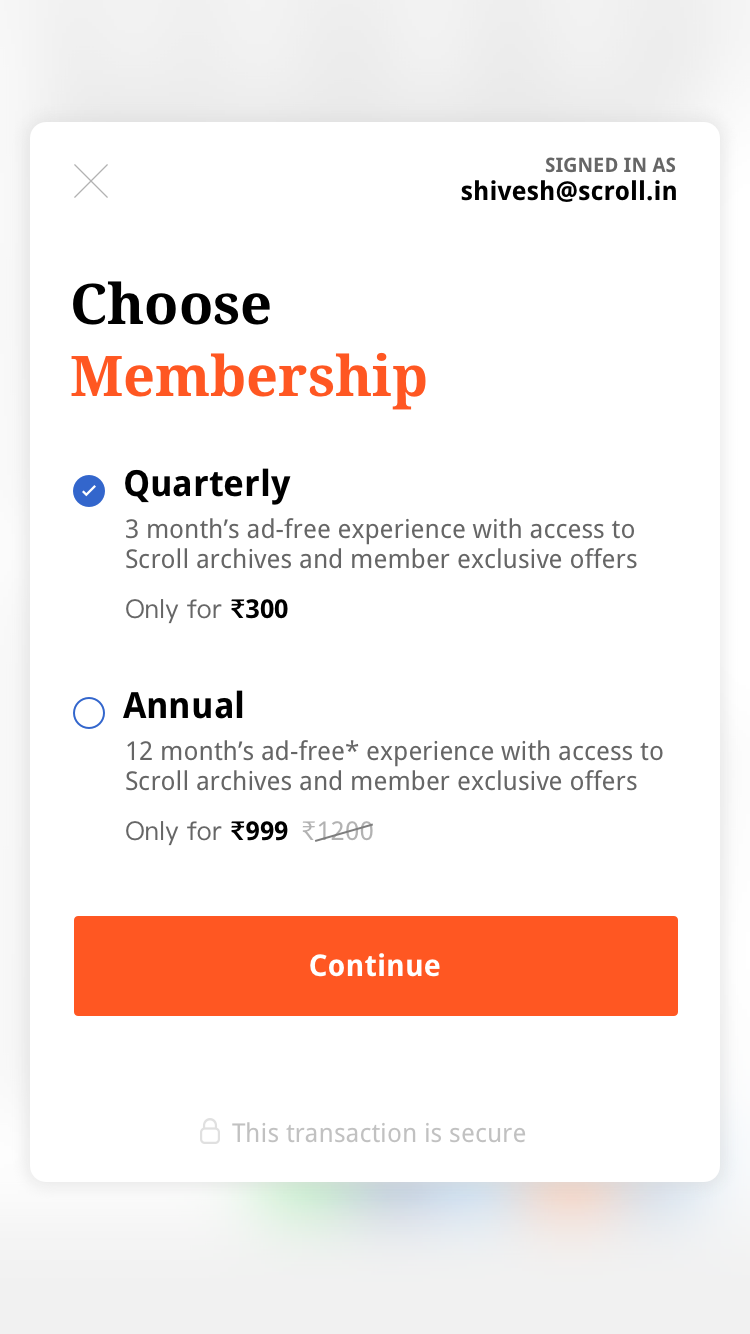 SIGNED IN AS
shivesh@scroll.in
Choose
Membership
Quarterly
3 month’s ad-free experience with access to
Scroll archives and member exclusive offers
Only for ₹300
Annual
12 month’s ad-free* experience with access to
Scroll archives and member exclusive offers
Only for ₹999 ₹1200
Continue
This transaction is secure